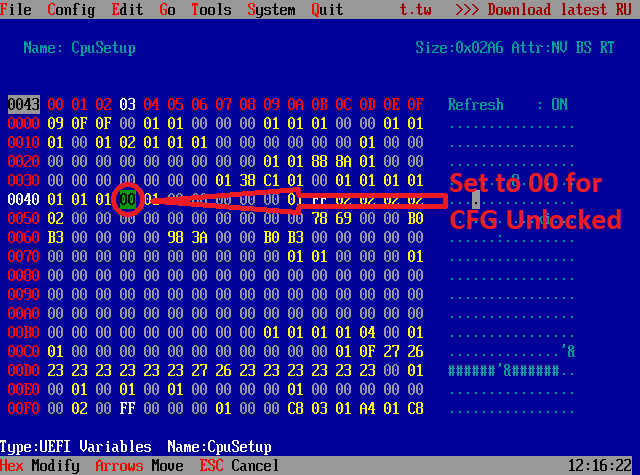 File Config Edit Go Tools System Quit t.tw >>> Download latest RU
Name: CpuSetup Size:0x02A6 Attr:NV BS RT
0043 00 01 02 03 04 05 06 07 08 09 0A 0B 0C 0D 0E 0F Refresh : ON
0000 09 0F 0F 00 01 01 00 00 00 01 01 01 00 00 01 01 ................
0010 01 00 01 02 01 01 01 00 00 00 00 00 00 01 00 00 ................
0020 00 00 00 00 00 00 00 00 00 01 01 88 8A 01 00 00
0030 00 00 00 00 00 00 00 01 38 C1 01 00 01 01 01 01
Set to 00 for
0040 01 01 01 00 01 00 00 00 00 00 01 FF 02 02 02 02
CFG Unlocked
0050 02 00 00 00 00 00 00 00 00 00 00 78 69 00 00 B0
0060 B3 00 00 00 00 98 3A 00 00 B0 B3 00 00 00 00 00
0070 00 00 00 00 00 00 00 00 00 00 01 01 00 00 00 01 ................
0080 00 00 00 00 00 00 00 00 00 00 00 00 00 00 00 00 ................
0090 00 00 00 00 00 00 00 00 00 00 00 00 00 00 00 00 ................
00A0 00 00 00 00 00 00 00 00 00 00 00 00 00 00 00 00 ................
00B0 00 00 00 00 00 00 00 00 00 01 01 01 01 04 00 01 ................
00C0 01 00 00 00 00 00 00 00 00 00 00 00 01 0F 27 26 ..............'&
00D0 23 23 23 23 23 23 27 26 23 23 23 23 23 23 00 01 ######'&######..
00E0 00 01 00 01 00 01 00 00 00 00 01 00 00 00 00 00 ................
00F0 00 02 00 FF 00 00 00 01 00 00 C8 03 01 A4 01 C8 ................
Type:UEFI Variables Name:CpuSetup
Hex Modify Arrows Move ESC Cancel 12:16:22